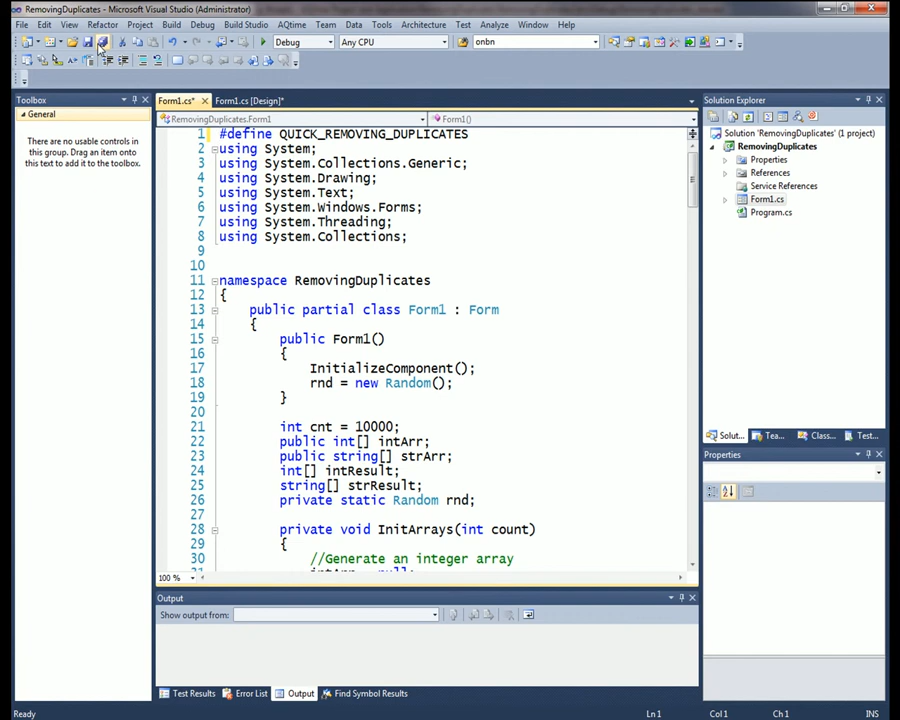 RemovingDuplicates - Microsoft Visual Studio (Administrator)
File Edit View Refactor Project Build Debug Build Studio AQtime Team Data Tools Architecture Test Analyze Window Help
Debug Any CPU onbn
Toolbox
General
There are no usable controls in
this group. Drag an item onto
this text to add it to the toolbox.
Form1.cs* Form1.cs [Design]*
RemovingDuplicates.Form1 Form1()
1 #define QUICK_REMOVING_DUPLICATES
2 using System;
3 using System.Collections.Generic;
4 using System.Drawing;
5 using System.Text;
6 using System.Windows.Forms;
7 using System.Threading;
8 using System.Collections;
9
10
11 namespace RemovingDuplicates
12 {
13 public partial class Form1 : Form
14 {
15 public Form1()
16 {
17 InitializeComponent();
18 rnd = new Random();
19 }
20
21 int cnt = 10000;
22 public int[] intArr;
23 public string[] strArr;
24 int[] intResult;
25 string[] strResult;
26 private static Random rnd;
27
28 private void InitArrays(int count)
29 {
30 //Generate an integer array
31 intArr = null;
100 %
Output
Show output from:
Test Results Error List Output Find Symbol Results
Solution Explorer
Solution 'RemovingDuplicates' (1 project)
RemovingDuplicates
Properties
References
Service References
Form1.cs
Program.cs
Solut... Tea... Class... Test...
Properties
Ready Ln 1 Col 1 Ch 1 INS